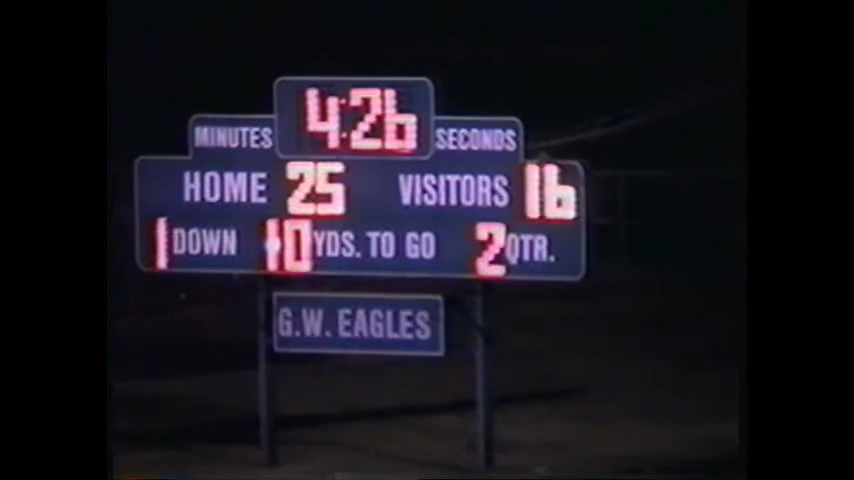 4:26
MINUTES SECONDS
HOME 25 VISITORS 16
1 DOWN 10 YDS. TO GO 2 QTR.
G.W. EAGLES